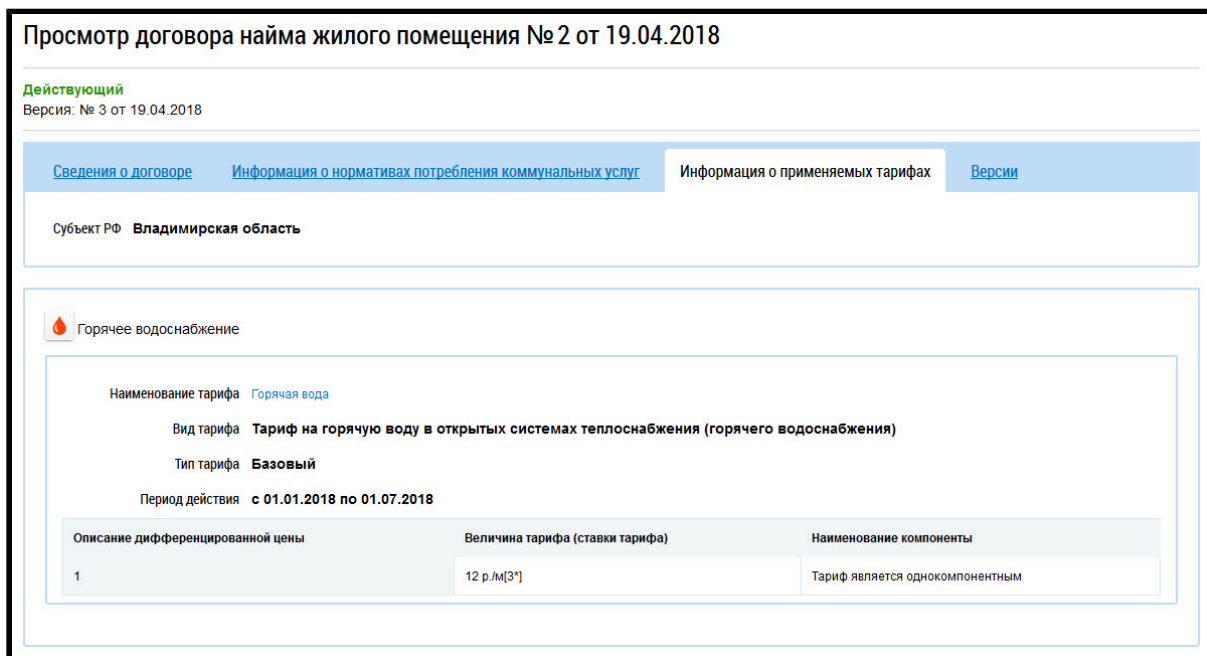 Просмотр договора найма жилого помещения № 2 от 19.04.2018
Действующий
Версия: № 3 от 19.04.2018
Сведения о договоре Информация о нормативах потребления коммунальных услуг Информация о применяемых тарифах Версии
Субъект РФ Владимирская область
Горячее водоснабжение
Наименование тарифа Горячая вода
Вид тарифа Тариф на горячую воду в открытых системах теплоснабжения (горячего водоснабжения)
Тип тарифа Базовый
Период действия с 01.01.2018 по 01.07.2018
Описание дифференцированной цены Величина тарифа (ставки тарифа) Наименование компоненты
1 12 р./м[3*] Тариф является однокомпонентным